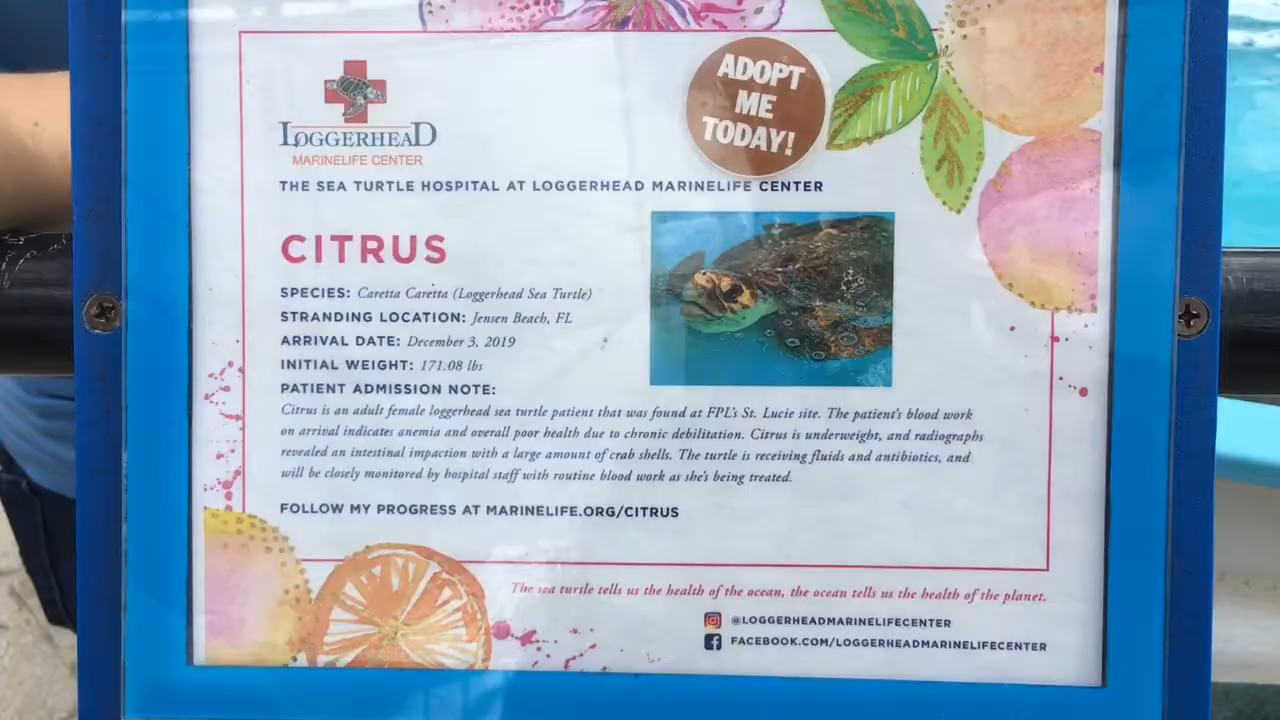 LOGGERHEAD
MARINELIFE CENTER
ADOPT
ME
TODAY!
THE SEA TURTLE HOSPITAL AT LOGGERHEAD MARINELIFE CENTER
CITRUS
SPECIES: Caretta Caretta (Loggerhead Sea Turtle)
STRANDING LOCATION: Jensen Beach, FL
ARRIVAL DATE: December 3, 2019
INITIAL WEIGHT: 171.08 lbs
PATIENT ADMISSION NOTE:
Citrus is an adult female loggerhead sea turtle patient that was found at FPL's St. Lucie site. The patient's blood work
on arrival indicates anemia and overall poor health due to chronic debilitation. Citrus is underweight, and radiographs
revealed an intestinal impaction with a large amount of crab shells. The turtle is receiving fluids and antibiotics, and
will be closely monitored by hospital staff with routine blood work as she's being treated.
FOLLOW MY PROGRESS AT MARINELIFE.ORG/CITRUS
The sea turtle tells us the health of the ocean, the ocean tells us the health of the planet.
@LOGGERHEADMARINELIFECENTER
FACEBOOK.COM/LOGGERHEADMARINELIFECENTER